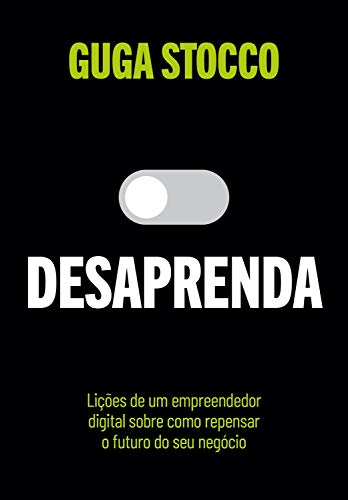 GUGA STOCCO
DESAPRENDA
Lições de um empreendedor
digital sobre como repensar
o futuro do seu negócio